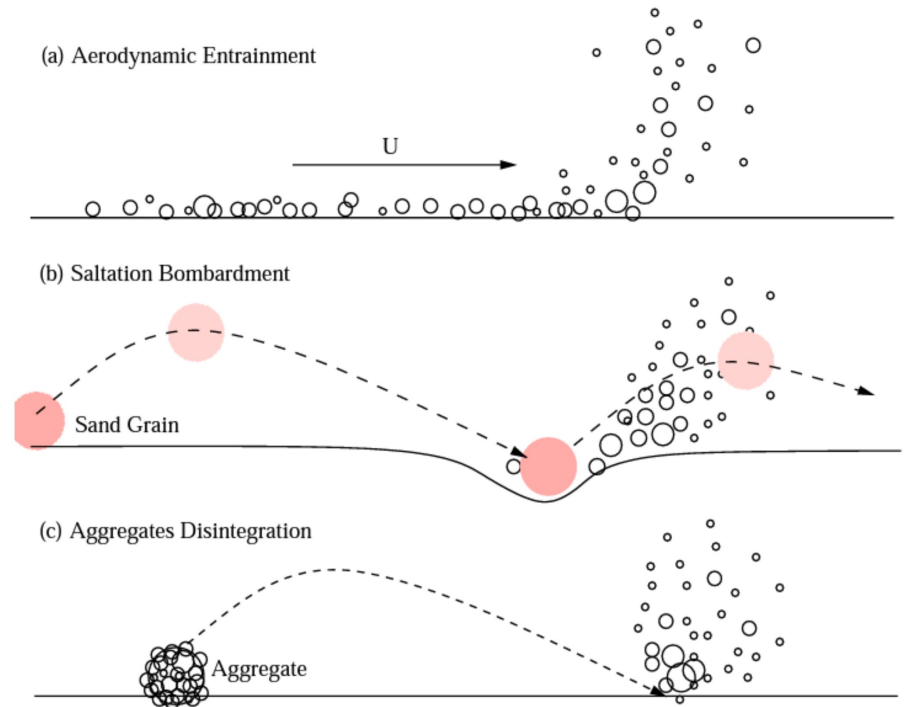 (a) Aerodynamic Entrainment
U
(b) Saltation Bombardment
Sand Grain
(c) Aggregates Disintegration
Aggregate